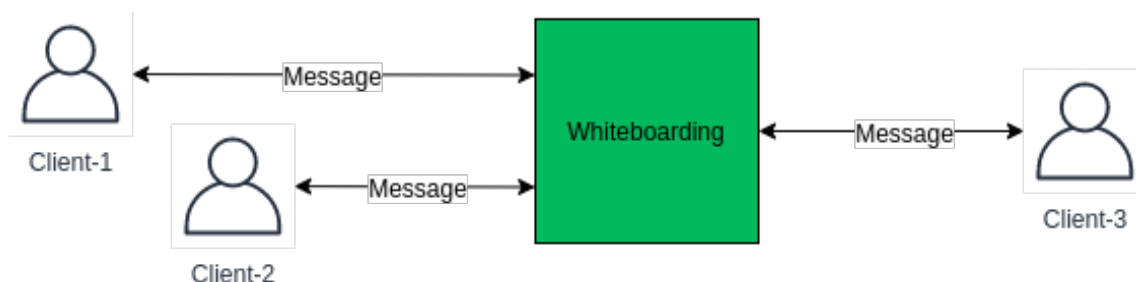 Message
Client-1
Whiteboarding
Message
Message
Client-2
Client-3